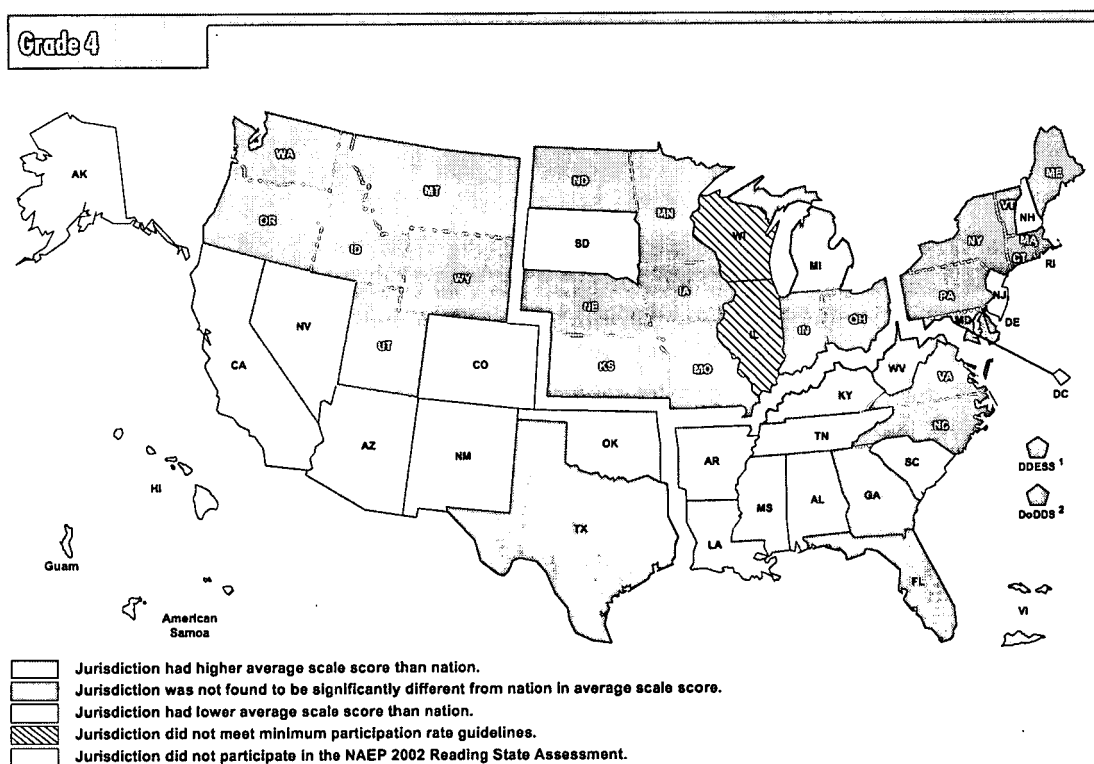 Grade 4
AK
WA
MT
ND
MN
ME
VT
NH
OR
ID
SD
WI
NY
MA
CT
RI
WY
MI
IA
PA
NJ
NE
OH
NV
IN
MD
DE
UT
IL
CA
CO
KS
MO
WV
VA
DC
KY
NC
OK
TN
AZ
NM
AR
SC
DDESS 1
HI
MS
AL
GA
DoDDS 2
TX
LA
Guam
FL
VI
American
Samoa
Jurisdiction had higher average scale score than nation.
Jurisdiction was not found to be significantly different from nation in average scale score.
Jurisdiction had lower average scale score than nation.
Jurisdiction did not meet minimum participation rate guidelines.
Jurisdiction did not participate in the NAEP 2002 Reading State Assessment.